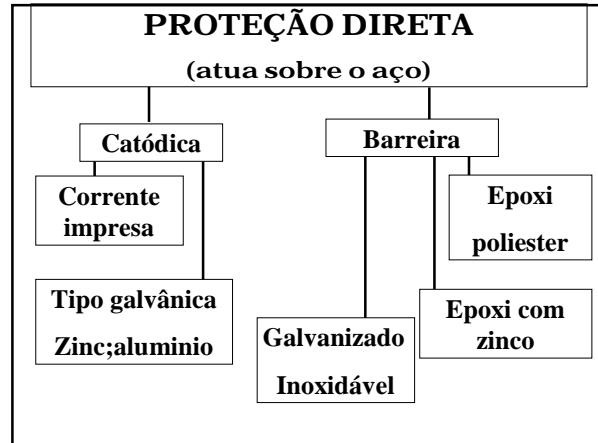 PROTEÇÃO DIRETA
(atua sobre o aço)
Catódica
Barreira
Corrente
impresa
Epoxi
poliester
Tipo galvânica
Zinc;aluminio
Galvanizado
Inoxidável
Epoxi com
zinco